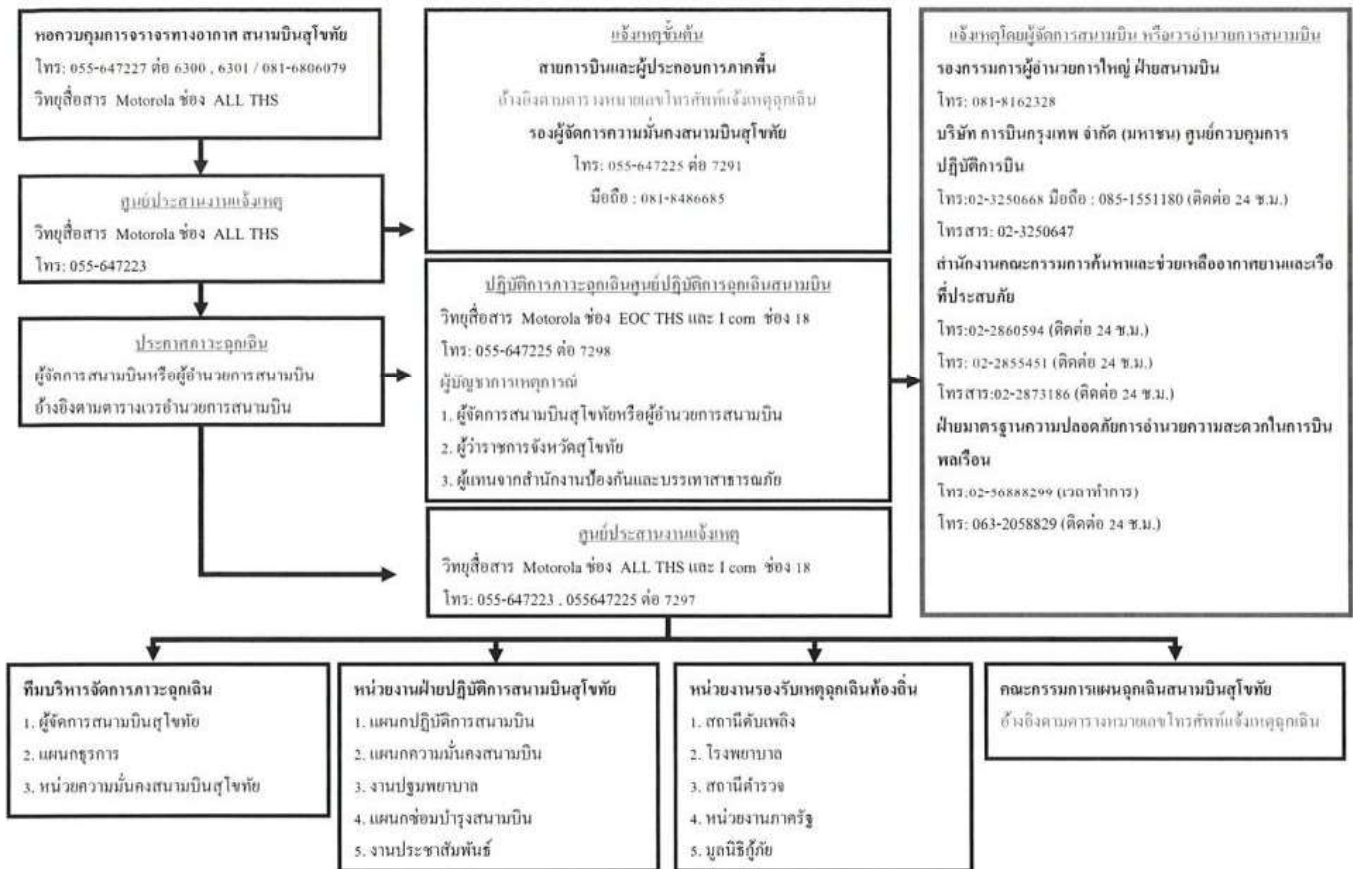 หอควบคุมการจราจรทางอากาศ สนามบินสุโขทัย
โทร: 055-647227 ต่อ 6300 , 6301 / 081-6806079
วิทยุสื่อสาร Motorola ช่อง ALL THS
ศูนย์ประสานงานแจ้งเหตุ
วิทยุสื่อสาร Motorola ช่อง ALL THS
โทร: 055-647223
ประกาศภาวะฉุกเฉิน
ผู้จัดการสนามบินหรือผู้อำนวยการสนามบิน
อ้างอิงตามตารางเวรอำนวยการสนามบิน
แจ้งเหตุขั้นต้น
สายการบินและผู้ประกอบการภาคพื้น
อ้างอิงตามตารางหมายเลขโทรศัพท์แจ้งเหตุฉุกเฉิน
รองผู้จัดการความมั่นคงสนามบินสุโขทัย
โทร: 055-647225 ต่อ 7291
มือถือ : 081-8486685
ปฏิบัติการภาวะฉุกเฉินศูนย์ปฏิบัติการฉุกเฉินสนามบิน
วิทยุสื่อสาร Motorola ช่อง EOC THS และ I com ช่อง 18
โทร: 055-647225 ต่อ 7298
ผู้บัญชาการเหตุการณ์
1. ผู้จัดการสนามบินสุโขทัยหรือผู้อำนวยการสนามบิน
2. ผู้ว่าราชการจังหวัดสุโขทัย
3. ผู้แทนจากสำนักงานป้องกันและบรรเทาสาธารณภัย
ศูนย์ประสานงานแจ้งเหตุ
วิทยุสื่อสาร Motorola ช่อง ALL THS และ I com ช่อง 18
โทร: 055-647223 , 055647225 ต่อ 7297
แจ้งเหตุโดยผู้จัดการสนามบิน หรือเวรอำนวยการสนามบิน
รองกรรมการผู้อำนวยการใหญ่ ฝ่ายสนามบิน
โทร: 081-8162328
บริษัท การบินกรุงเทพ จำกัด (มหาชน) ศูนย์ควบคุมการ
ปฏิบัติการบิน
โทร:02-3250668 มือถือ : 085-1551180 (ติดต่อ 24 ช.ม.)
โทรสาร: 02-3250647
สำนักงานคณะกรรมการค้นหาและช่วยเหลืออากาศยานและเรือ
ที่ประสบภัย
โทร:02-2860594 (ติดต่อ 24 ช.ม.)
โทร: 02-2855451 (ติดต่อ 24 ช.ม.)
โทรสาร:02-2873186 (ติดต่อ 24 ช.ม.)
ฝ่ายมาตรฐานความปลอดภัยการอำนวยความสะดวกในการบิน
พลเรือน
โทร:02-56888299 (เวลาทำการ)
โทร: 063-2058829 (ติดต่อ 24 ช.ม.)
ทีมบริหารจัดการภาวะฉุกเฉิน
1. ผู้จัดการสนามบินสุโขทัย
2. แผนกธุรการ
3. หน่วยความมั่นคงสนามบินสุโขทัย
หน่วยงานฝ่ายปฏิบัติการสนามบินสุโขทัย
1. แผนกปฏิบัติการสนามบิน
2. แผนกความมั่นคงสนามบิน
3. งานปฐมพยาบาล
4. แผนกซ่อมบำรุงสนามบิน
5. งานประชาสัมพันธ์
หน่วยงานรองรับเหตุฉุกเฉินท้องถิ่น
1. สถานีดับเพลิง
2. โรงพยาบาล
3. สถานีตำรวจ
4. หน่วยงานภาครัฐ
5. มูลนิธิกู้ภัย
คณะกรรมการแผนฉุกเฉินสนามบินสุโขทัย
อ้างอิงตามตารางหมายเลขโทรศัพท์แจ้งเหตุฉุกเฉิน